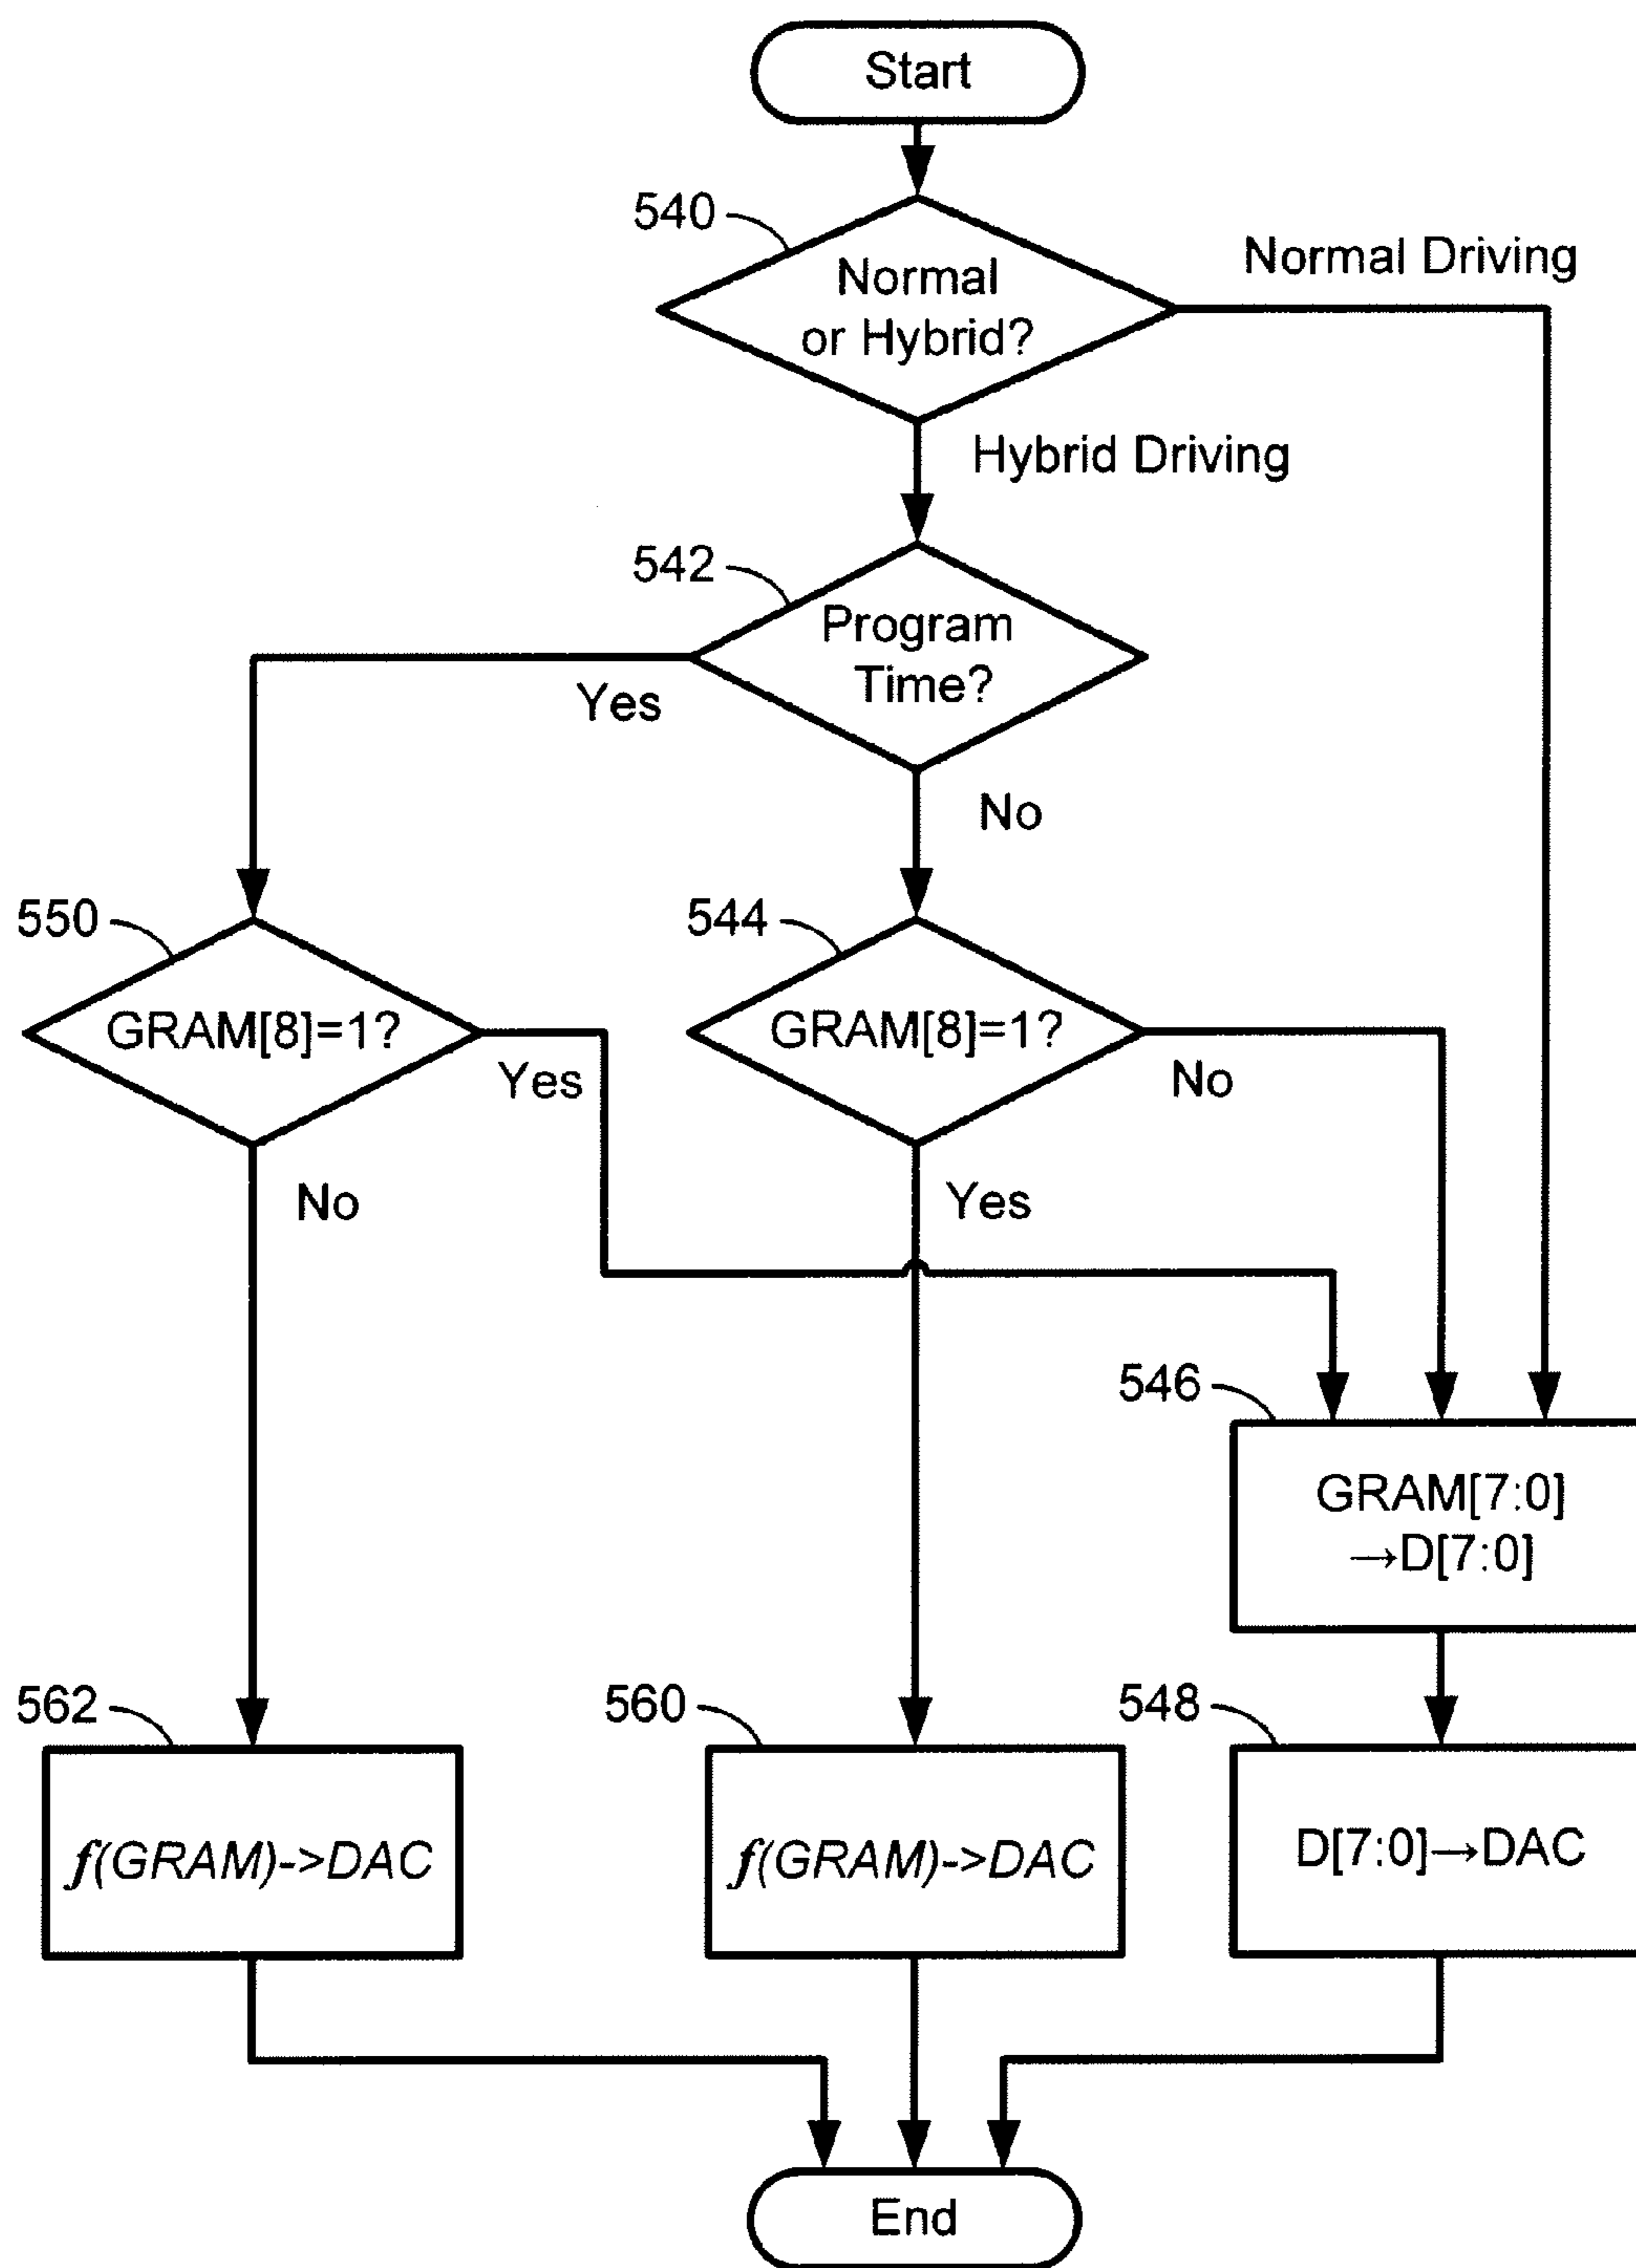 Start
540
Normal
or Hybrid?
Normal Driving
Hybrid Driving
542
Program
Time?
Yes
No
550
GRAM[8]=1?
Yes
No
544
GRAM[8]=1?
No
Yes
546
GRAM[7:0]
→D[7:0]
562
f(GRAM)->DAC
560
f(GRAM)->DAC
548
D[7:0]→DAC
End